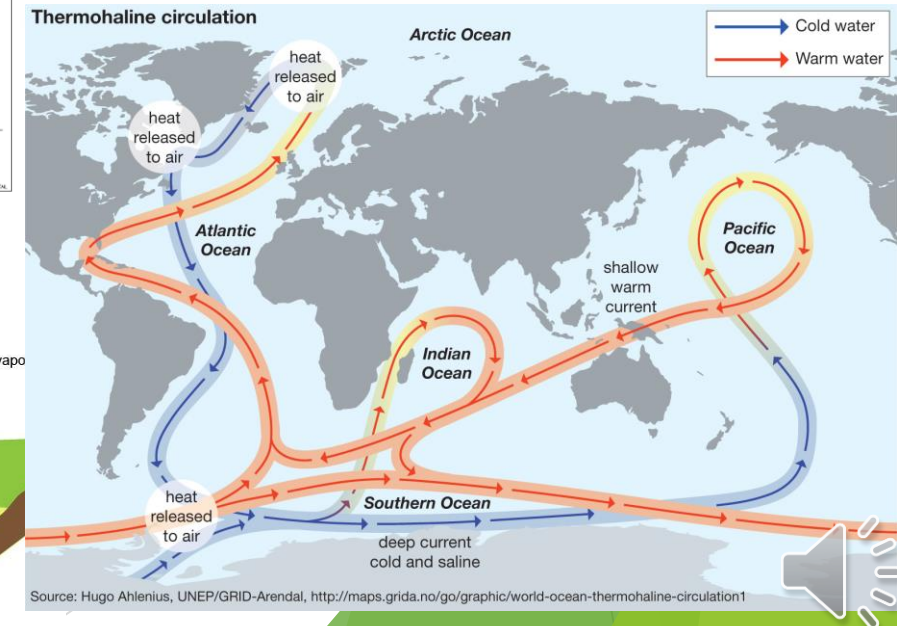 Thermohaline circulation
Arctic Ocean
Cold water
Warm water
heat
released
to air
heat
released
to air
Atlantic
Ocean
Pacific
Ocean
shallow
warm
current
Indian
Ocean
heat
released
to air
Southern Ocean
deep current
cold and saline
Source: Hugo Ahlenius, UNEP/GRID-Arendal, http://maps.grida.no/go/graphic/world-ocean-thermohaline-circulation1